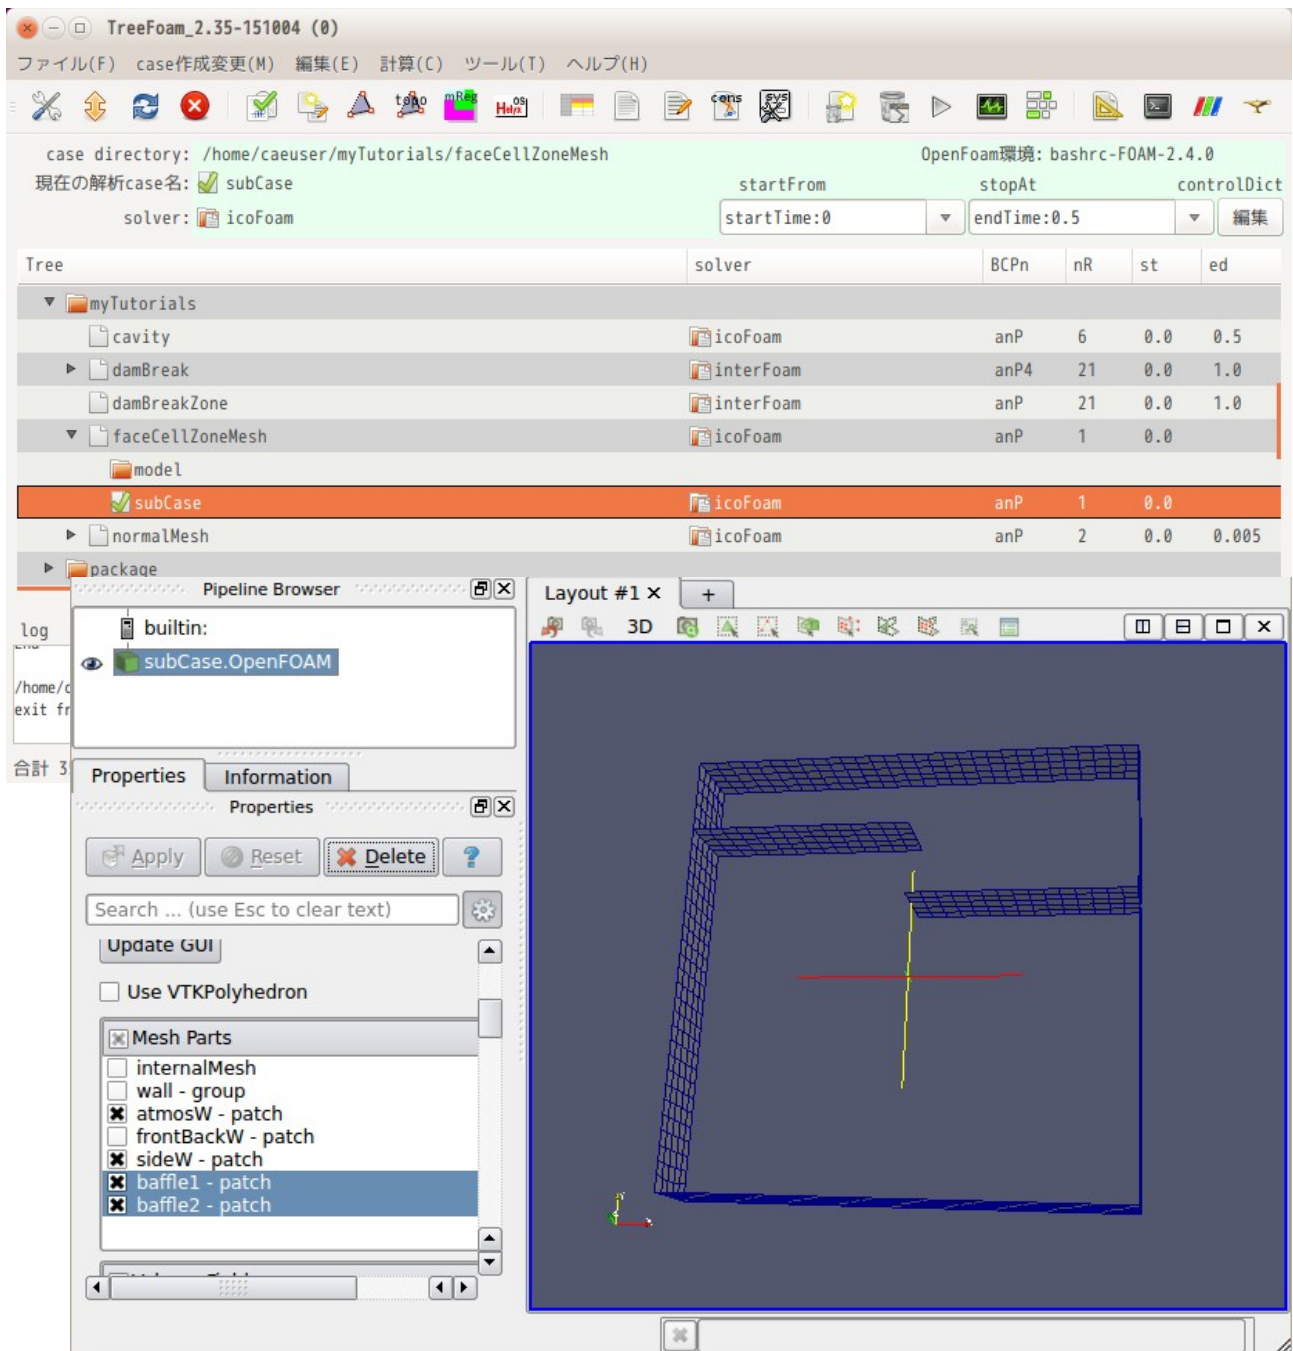 TreeFoam_2.35-151004 (0)
ファイル(F) case作成変更(M) 編集(E) 計算(C) ツール(T) ヘルプ(H)
topo mReg Helyx OS cons sys
case directory: /home/caeuser/myTutorials/faceCellZoneMesh OpenFoam環境: bashrc-FOAM-2.4.0
現在の解析case名: subCase startFrom stopAt controlDict
solver: icoFoam startTime:0 endTime:0.5 編集
Tree solver BCPn nR st ed
myTutorials
cavity icoFoam anP 6 0.0 0.5
damBreak interFoam anP4 21 0.0 1.0
damBreakZone interFoam anP 21 0.0 1.0
faceCellZoneMesh icoFoam anP 1 0.0
model
subCase icoFoam anP 1 0.0
normalMesh icoFoam anP 2 0.0 0.005
package
Pipeline Browser
Layout #1 +
log
builtin:
3D
subCase.OpenFOAM
/home/c
exit fr
合計 3
Properties Information
Properties
Apply Reset Delete ?
Search ... (use Esc to clear text)
Update GUI
Use VTKPolyhedron
Mesh Parts
internalMesh
wall - group
atmosW - patch
frontBackW - patch
sideW - patch
baffle1 - patch
baffle2 - patch